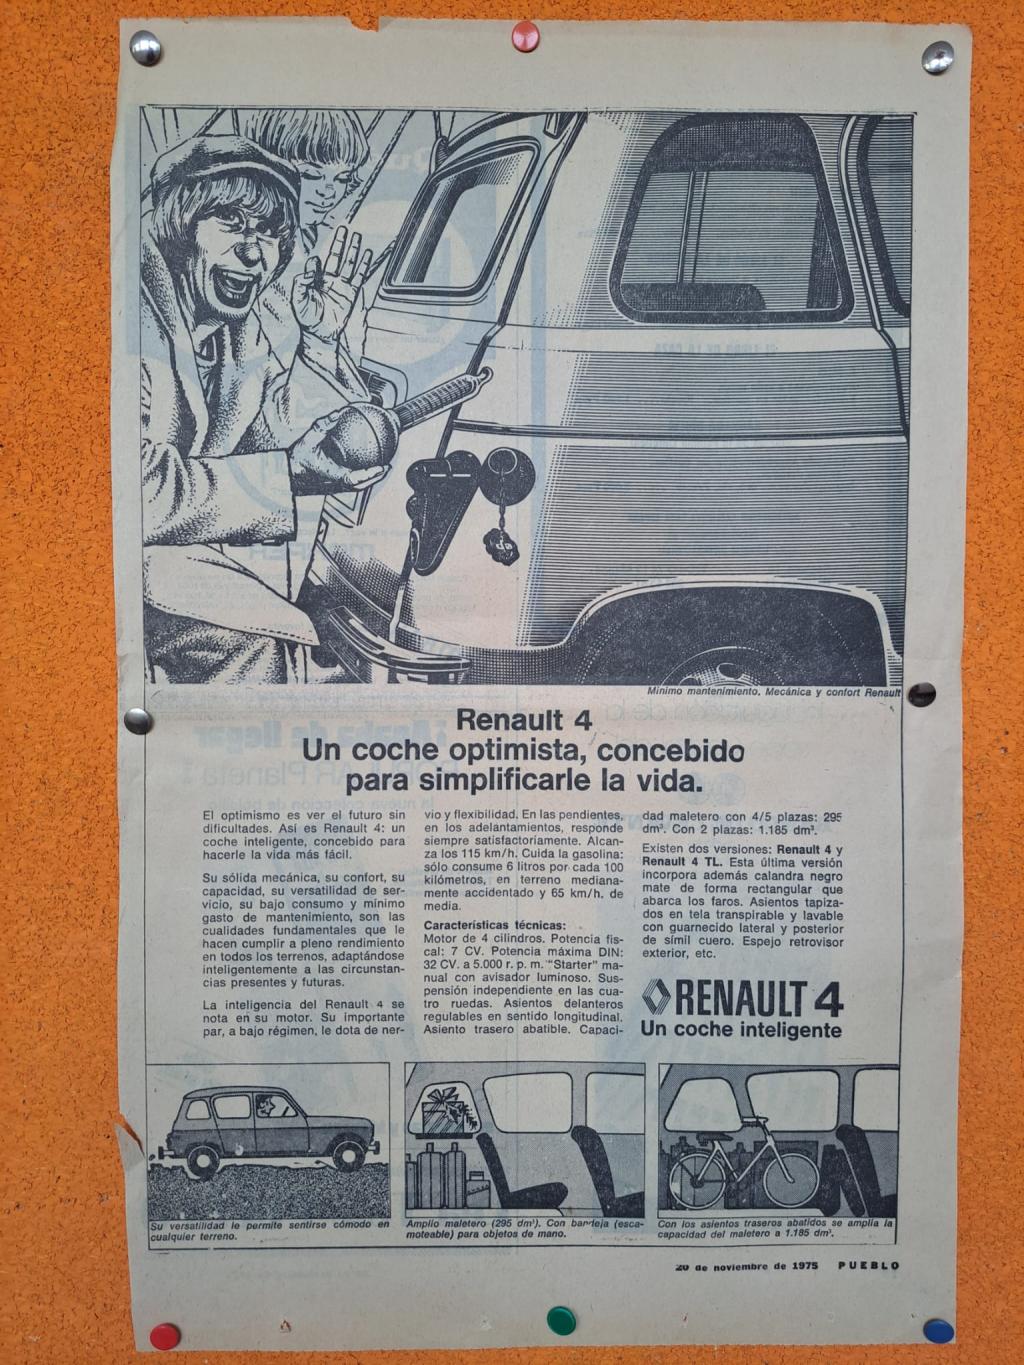 Mínimo mantenimiento. Mecánica y confort Renault
Renault 4
Un coche optimista, concebido
para simplificarle la vida.
El optimismo es ver el futuro sin
dificultades. Así es Renault 4: un
coche inteligente, concebido para
hacerle la vida más fácil.
Su sólida mecánica, su confort, su
capacidad, su versatilidad de ser-
vicio, su bajo consumo y mínimo
gasto de mantenimiento, son las
cualidades fundamentales que le
hacen cumplir a pleno rendimiento
en todos los terrenos, adaptándose
inteligentemente a las circunstan-
cias presentes y futuras.
La inteligencia del Renault 4 se
nota en su motor. Su importante
par, a bajo régimen, le dota de ner-
vio y flexibilidad. En las pendientes,
en los adelantamientos, responde
siempre satisfactoriamente. Alcan-
za los 115 km/h. Cuida la gasolina:
sólo consume 6 litros por cada 100
kilómetros, en terreno mediana-
mente accidentado y 65 km/h. de
media.
Características técnicas:
Motor de 4 cilindros. Potencia fis-
cal: 7 CV. Potencia máxima DIN:
32 CV. a 5.000 r. p. m. "Starter" ma-
nual con avisador luminoso. Sus-
pensión independiente en las cua-
tro ruedas. Asientos delanteros
regulables en sentido longitudinal.
Asiento trasero abatible. Capaci-
dad maletero con 4/5 plazas: 295
dm³. Con 2 plazas: 1.185 dm³.
Existen dos versiones: Renault 4 y
Renault 4 TL. Esta última versión
incorpora además calandra negro
mate de forma rectangular que
abarca los faros. Asientos tapiza-
dos en tela transpirable y lavable
con guarnecido lateral y posterior
de símil cuero. Espejo retrovisor
exterior, etc.
RENAULT 4
Un coche inteligente
Su versatilidad le permite sentirse cómodo en
cualquier terreno.
Amplio maletero (295 dm³). Con bandeja (esca-
moteable) para objetos de mano.
Con los asientos traseros abatidos se amplía la
capacidad del maletero a 1.185 dm³.
20 de noviembre de 1975 PUEBLO